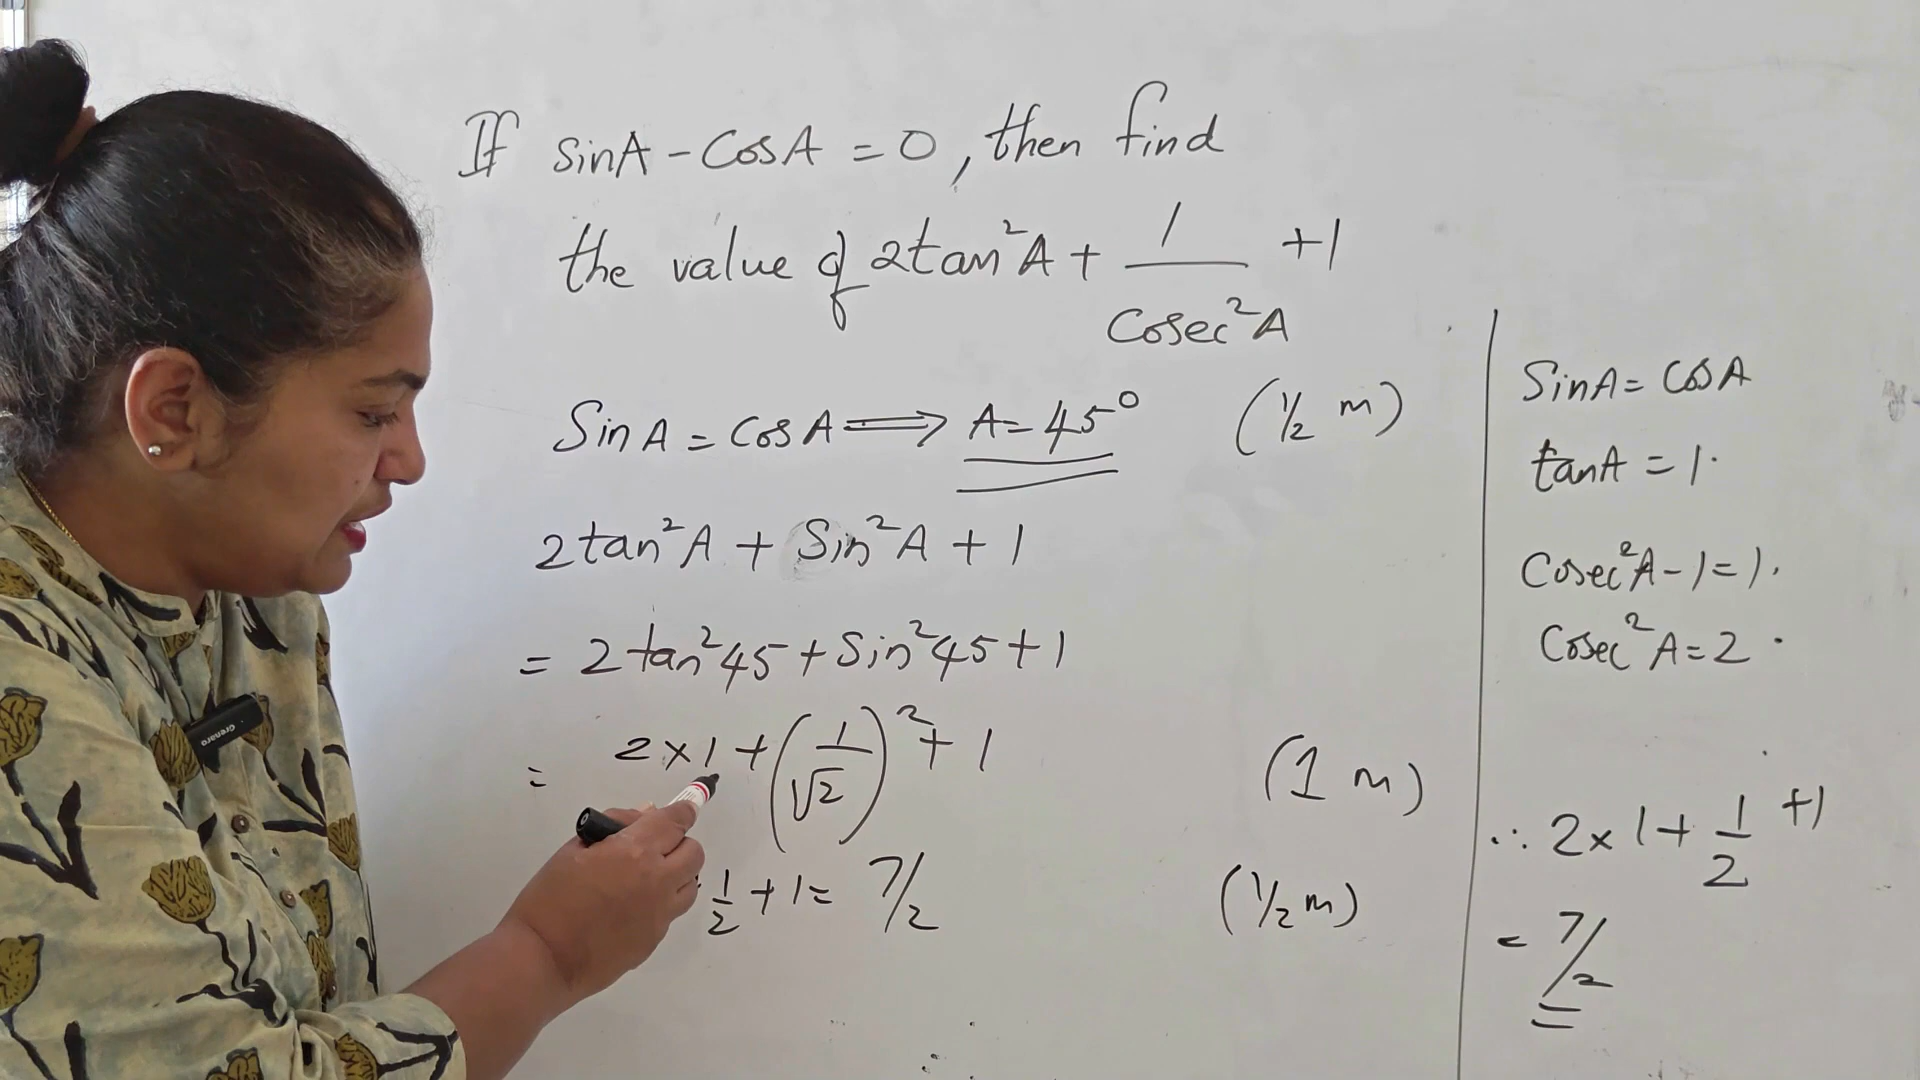 If sinA - CosA = 0, then find
the value of 2tan²A + 1/Cosec²A + 1
SinA = CosA ⟹ A = 45° (½ m)
2tan²A + Sin²A + 1
= 2tan²45 + Sin²45 + 1
= 2 × 1 + (1/√2)² + 1 (1 m)
½ + 1 = 7/2 (½ m)
SinA = CosA
tanA = 1.
Cosec²A - 1 = 1.
Cosec²A = 2.
∴ 2 × 1 + ½ + 1
= 7/2
Grenaro